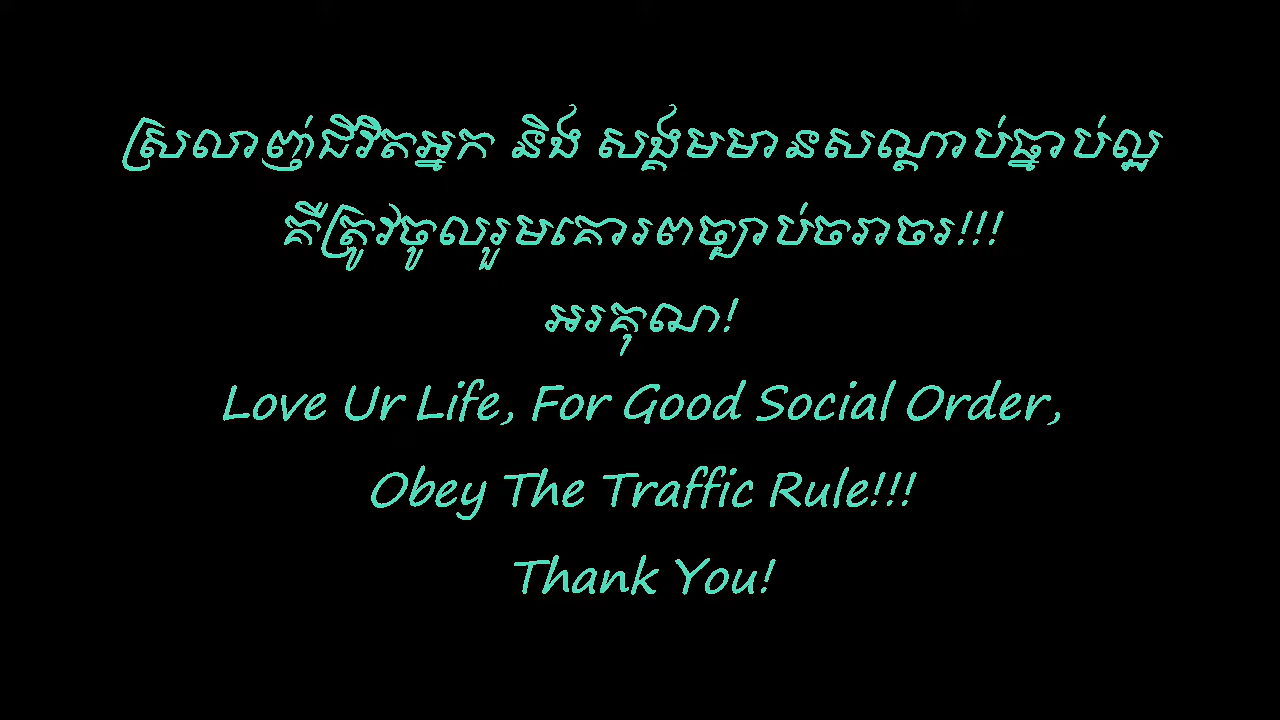 ស្រលាញ់ជីវិតអ្នក និង សង្គមមានសណ្តាប់ធ្នាប់ល្អ
គឺត្រូវចូលរួមគោរពច្បាប់ចរាចរ!!!
អរគុណ!
Love Ur Life, For Good Social Order,
Obey The Traffic Rule!!!
Thank You!